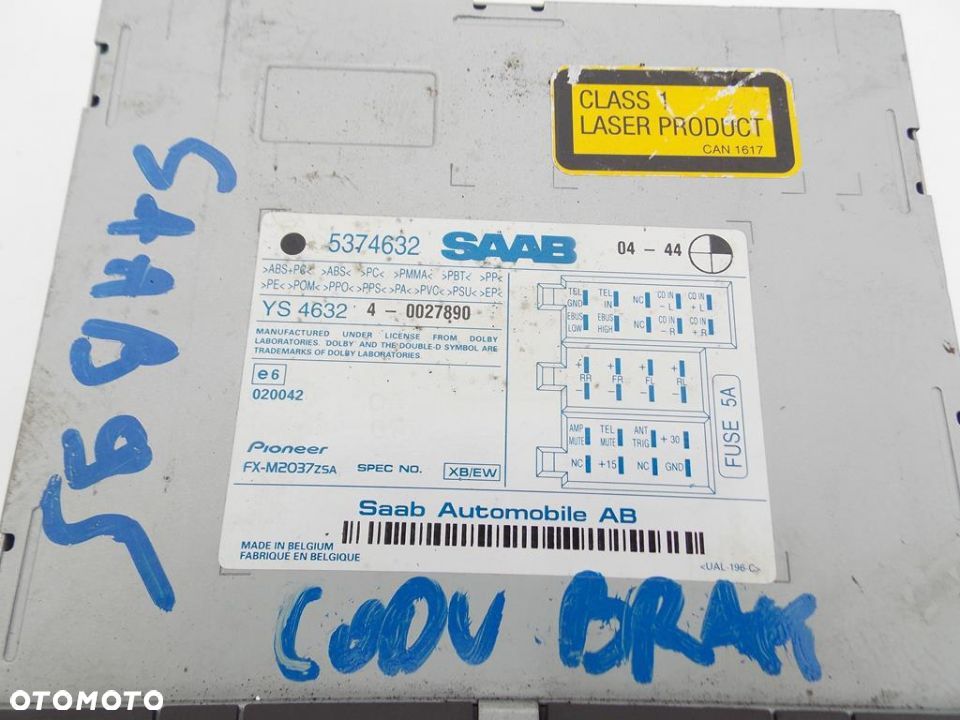 CLASS 1
LASER PRODUCT
CAN 1617
SAAB 95
5374632 SAAB 04 - 44
>ABS+PC< >ABS< >PC< >PMMA< >PBT< >PP<
>PE< >POM< >PPO< >PPS< >PA< >PVC< >PSU< >EP<
YS 4632 4 - 0027890
MANUFACTURED UNDER LICENSE FROM DOLBY
LABORATORIES. DOLBY AND THE DOUBLE-D SYMBOL ARE
TRADEMARKS OF DOLBY LABORATORIES.
e6
020042
Pioneer
FX-M2037ZSA SPEC NO. XB/EW
TEL GND TEL IN NC CD IN - L CD IN + L
EBUS LOW EBUS HIGH NC CD IN - R CD IN + R
+ + + +
RR FR FL RL
- - - -
AMP MUTE TEL MUTE ANT TRIG +30
NC +15 NC GND
FUSE 5A
Saab Automobile AB
MADE IN BELGIUM
FABRIQUE EN BELGIQUE
<UAL-196-C>
CODU BRAK
OTOMOTO